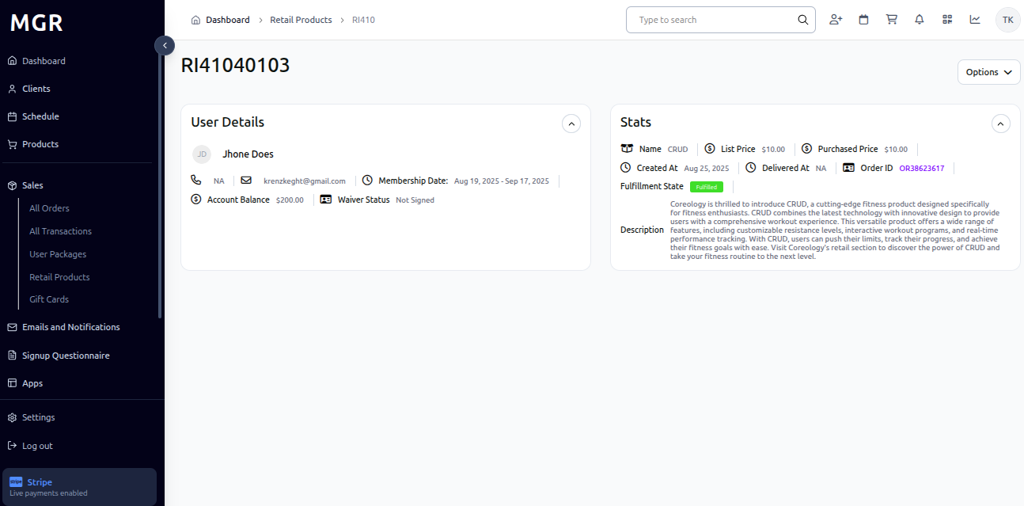 MGR
Dashboard
Clients
Schedule
Products
Sales
All Orders
All Transactions
User Packages
Retail Products
Gift Cards
Emails and Notifications
Signup Questionnaire
Apps
Settings
Log out
Stripe
Live payments enabled
Dashboard > Retail Products > RI410
Type to search
TK
RI41040103
Options
User Details
JD Jhone Does
NA krenzkeght@gmail.com Membership Date: Aug 19, 2025 - Sep 17, 2025
Account Balance $200.00 Waiver Status Not Signed
Stats
Name CRUD List Price $10.00 Purchased Price $10.00
Created At Aug 25, 2025 Delivered At NA Order ID OR38623617
Fulfillment State Fulfilled
Description
Coreology is thrilled to introduce CRUD, a cutting-edge fitness product designed specifically
for fitness enthusiasts. CRUD combines the latest technology with innovative design to provide
users with a comprehensive workout experience. This versatile product offers a wide range of
features, including customizable resistance levels, interactive workout programs, and real-time
performance tracking. With CRUD, users can push their limits, track their progress, and achieve
their fitness goals with ease. Visit Coreology's retail section to discover the power of CRUD and
take your fitness routine to the next level.